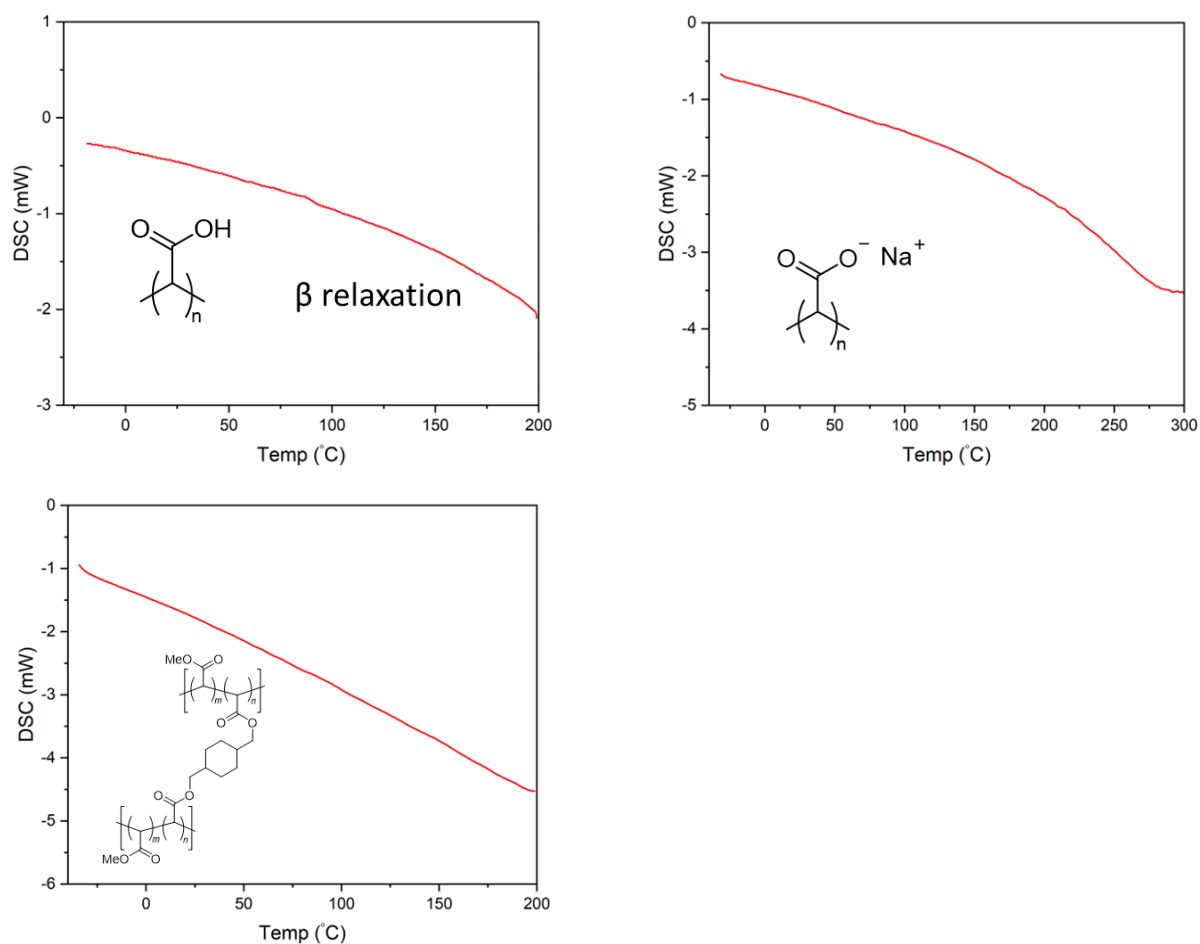 1
0
-1
-2
-3
DSC (mW)
0
50
100
150
200
Temp (°C)
O
OH
n
β relaxation
0
-1
-2
-3
-4
-5
DSC (mW)
0
50
100
150
200
250
300
Temp (°C)
O
O⁻ Na⁺
n
0
-1
-2
-3
-4
-5
-6
DSC (mW)
0
50
100
150
200
Temp (°C)
MeO
O
m
n
O
O
O
O
m
n
MeO
O